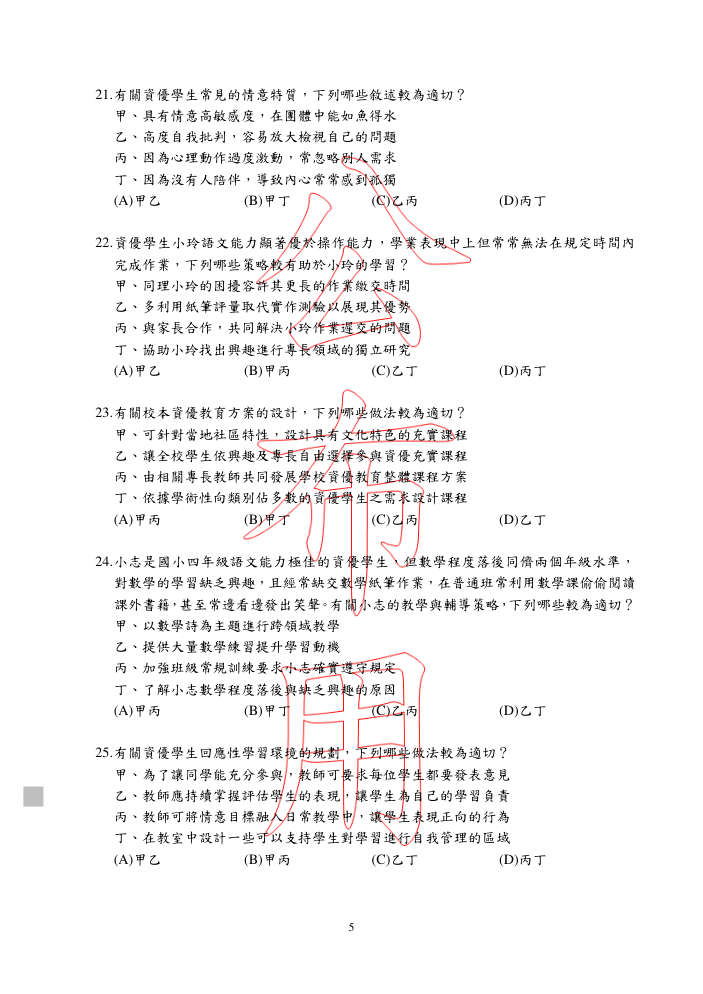 21.有關資優學生常見的情意特質，下列哪些敘述較為適切？
甲、具有情意高敏感度，在團體中能如魚得水
乙、高度自我批判，容易放大檢視自己的問題
丙、因為心理動作過度激動，常忽略別人需求
丁、因為沒有人陪伴，導致內心常常感到孤獨
(A)甲乙 (B)甲丁 (C)乙丙 (D)丙丁
22.資優學生小玲語文能力顯著優於操作能力，學業表現中上但常常無法在規定時間內
完成作業，下列哪些策略較有助於小玲的學習？
甲、同理小玲的困擾容許其更長的作業繳交時間
乙、多利用紙筆評量取代實作測驗以展現其優勢
丙、與家長合作，共同解決小玲作業遲交的問題
丁、協助小玲找出興趣進行專長領域的獨立研究
(A)甲乙 (B)甲丙 (C)乙丁 (D)丙丁
23.有關校本資優教育方案的設計，下列哪些做法較為適切？
甲、可針對當地社區特性，設計具有文化特色的充實課程
乙、讓全校學生依興趣及專長自由選擇參與資優充實課程
丙、由相關專長教師共同發展學校資優教育整體課程方案
丁、依據學術性向類別佔多數的資優學生之需求設計課程
(A)甲丙 (B)甲丁 (C)乙丙 (D)乙丁
24.小志是國小四年級語文能力極佳的資優學生，但數學程度落後同儕兩個年級水準，
對數學的學習缺乏興趣，且經常缺交數學紙筆作業，在普通班常利用數學課偷偷閱讀
課外書籍，甚至常邊看邊發出笑聲。有關小志的教學與輔導策略，下列哪些較為適切？
甲、以數學詩為主題進行跨領域教學
乙、提供大量數學練習提升學習動機
丙、加強班級常規訓練要求小志確實遵守規定
丁、了解小志數學程度落後與缺乏興趣的原因
(A)甲丙 (B)甲丁 (C)乙丙 (D)乙丁
25.有關資優學生回應性學習環境的規劃，下列哪些做法較為適切？
甲、為了讓同學能充分參與，教師可要求每位學生都要發表意見
乙、教師應持續掌握評估學生的表現，讓學生為自己的學習負責
丙、教師可將情意目標融入日常教學中，讓學生表現正向的行為
丁、在教室中設計一些可以支持學生對學習進行自我管理的區域
(A)甲乙 (B)甲丙 (C)乙丁 (D)丙丁
公布用
5